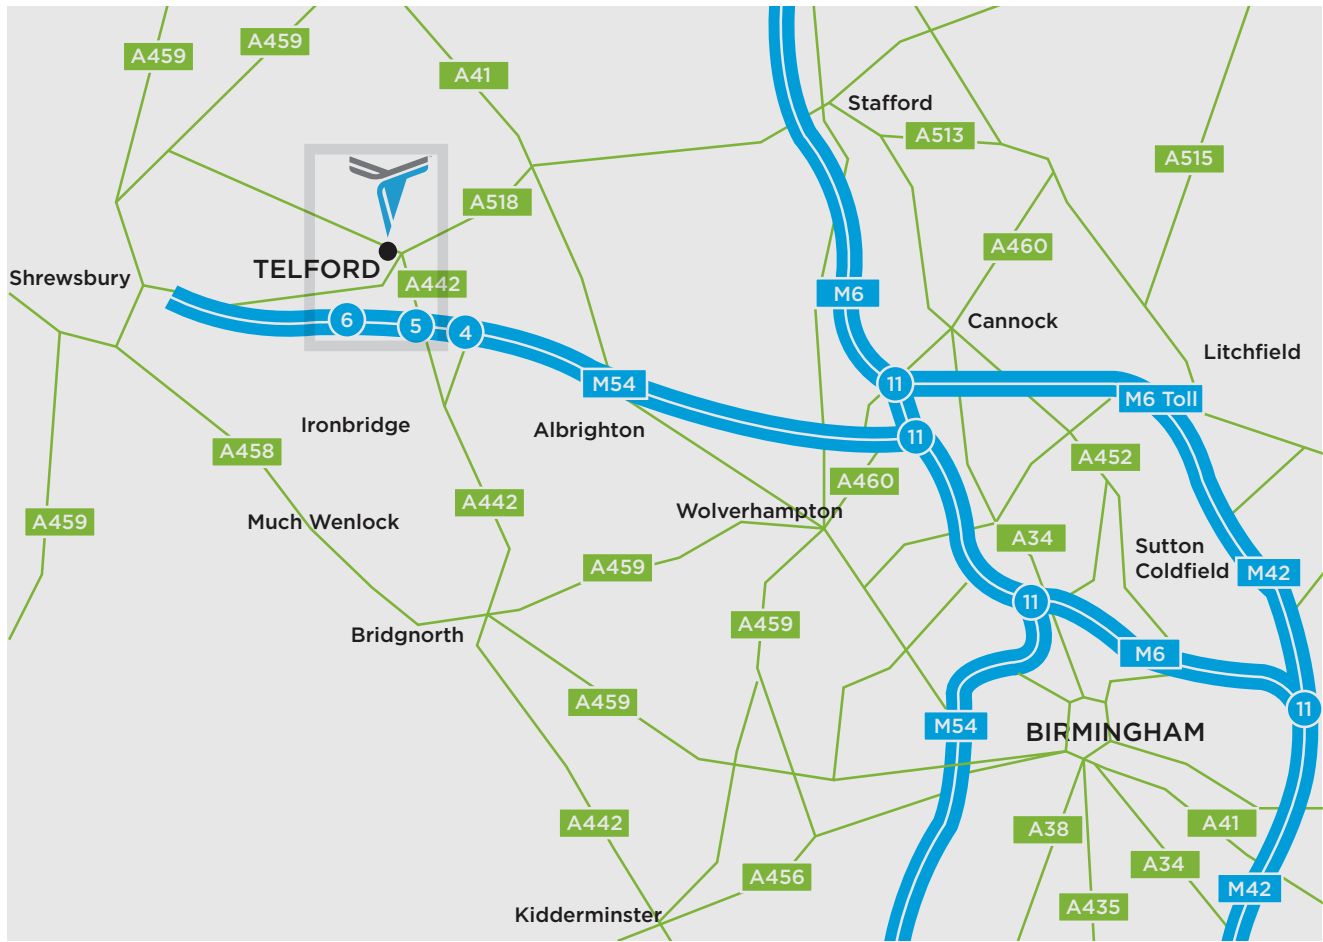 A459
A459
A41
Stafford
A513
A515
A518
A460
TELFORD
Shrewsbury
A442
M6
6
5
4
Cannock
Litchfield
11
M54
M6 Toll
Ironbridge
Albrighton
11
A458
A452
A460
A442
Wolverhampton
A459
Much Wenlock
A34
Sutton
Coldfield
A459
M42
11
A459
Bridgnorth
M6
A459
11
M54
BIRMINGHAM
A442
A38
A41
A34
A456
M42
A435
Kidderminster